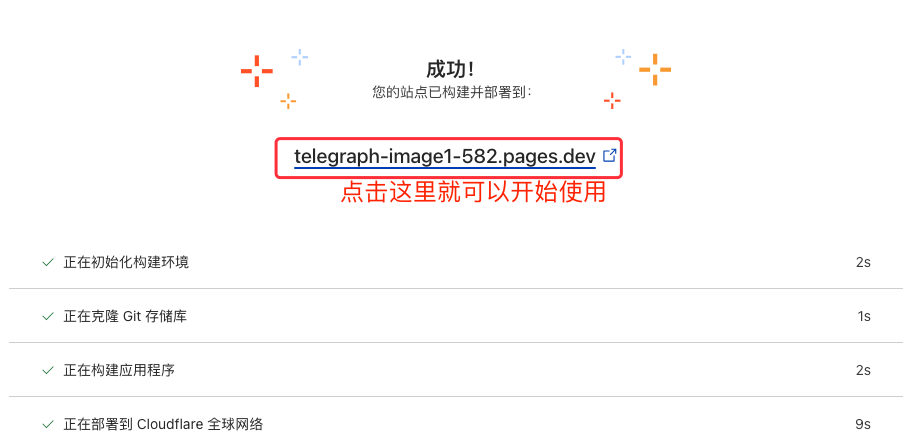 成功！
您的站点已构建并部署到：
telegraph-image1-582.pages.dev
点击这里就可以开始使用
正在初始化构建环境 2s
正在克隆 Git 存储库 1s
正在构建应用程序 2s
正在部署到 Cloudflare 全球网络 9s